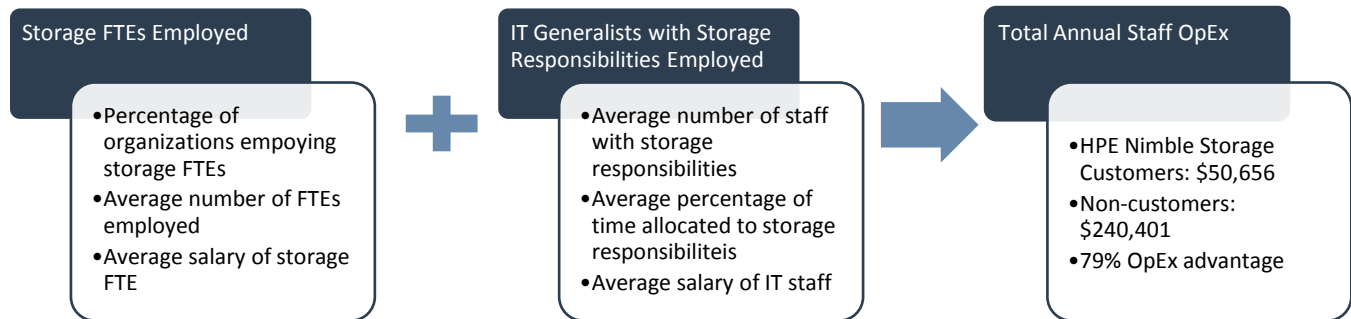 Storage FTEs Employed
•Percentage of
organizations empoying
storage FTEs
•Average number of FTEs
employed
•Average salary of storage
FTE
IT Generalists with Storage
Responsibilities Employed
•Average number of staff
with storage
responsibilities
•Average percentage of
time allocated to storage
responsibiliteis
•Average salary of IT staff
Total Annual Staff OpEx
•HPE Nimble Storage
Customers: $50,656
•Non-customers:
$240,401
•79% OpEx advantage